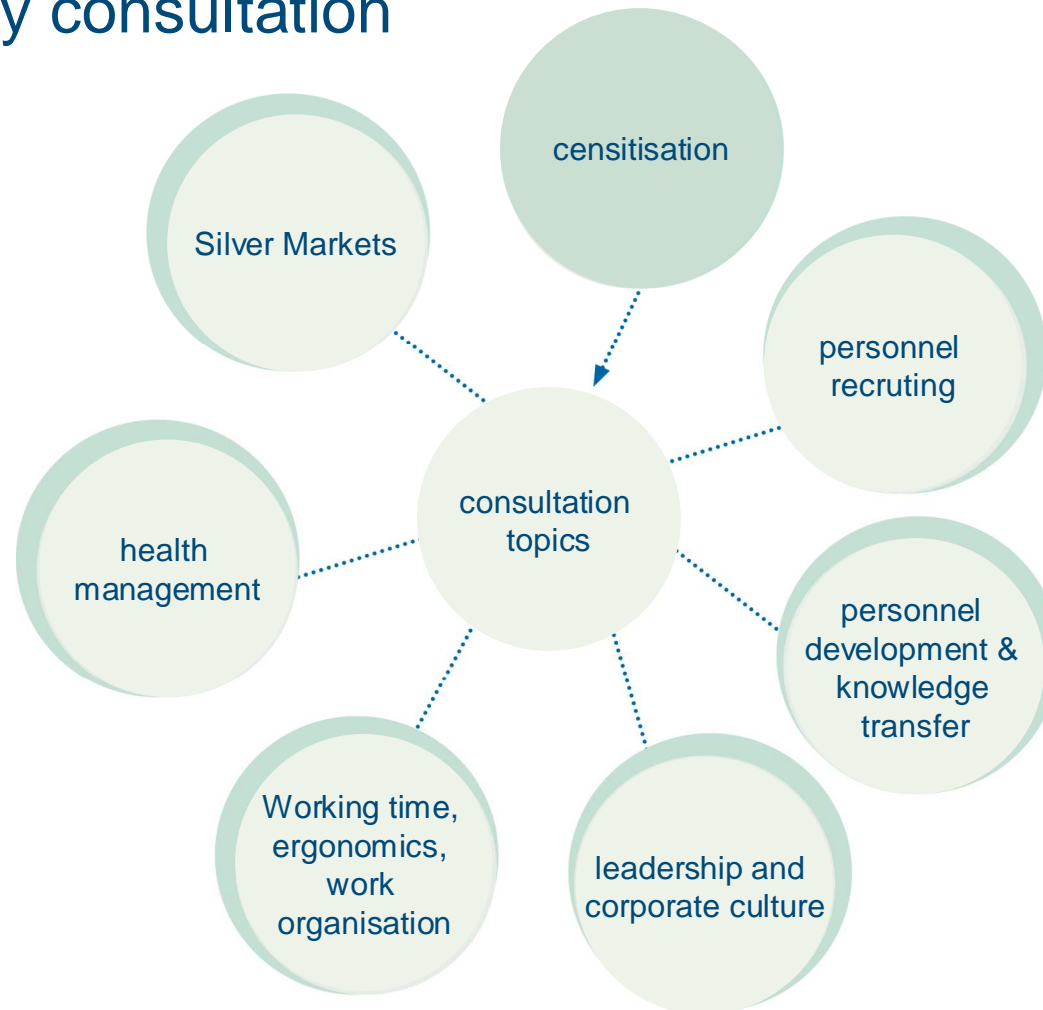 y consultation
censitisation
Silver Markets
personnel
recruting
consultation
topics
health
management
personnel
development &
knowledge
transfer
Working time,
ergonomics,
work
organisation
leadership and
corporate culture